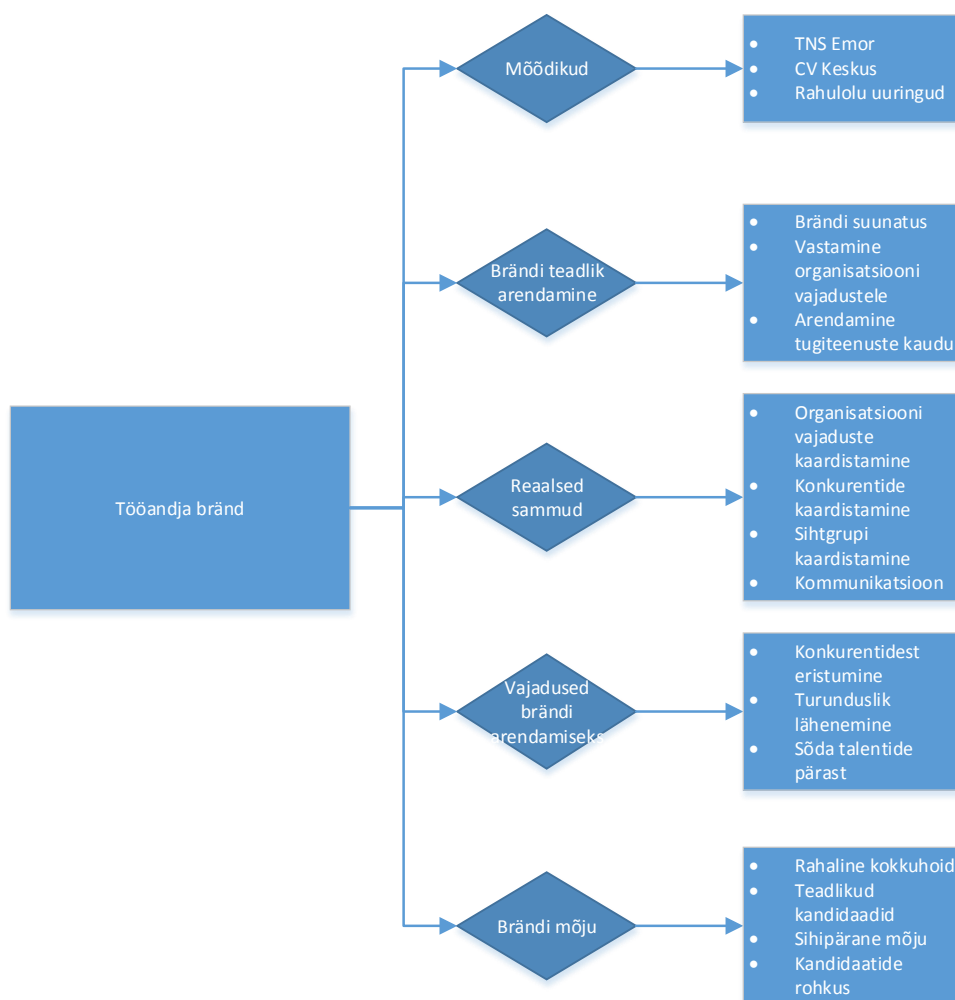 Tööandja bränd
Mõõdikud
• TNS Emor
• CV Keskus
• Rahulolu uuringud
Brändi teadlik
arendamine
• Brändi suunatus
• Vastamine
organisatsiooni
vajadustele
• Arendamine
tugiteenuste kaudu
Reaalsed
sammud
• Organisatsiooni
vajaduste
kaardistamine
• Konkurentide
kaardistamine
• Sihtgrupi
kaardistamine
• Kommunikatsioon
Vajadused
brändi
arendamiseks
• Konkurentidest
eristumine
• Turunduslik
lähenemine
• Sõda talentide
pärast
Brändi mõju
• Rahaline kokkuhoid
• Teadlikud
kandidaadid
• Sihipärane mõju
• Kandidaatide
rohkus